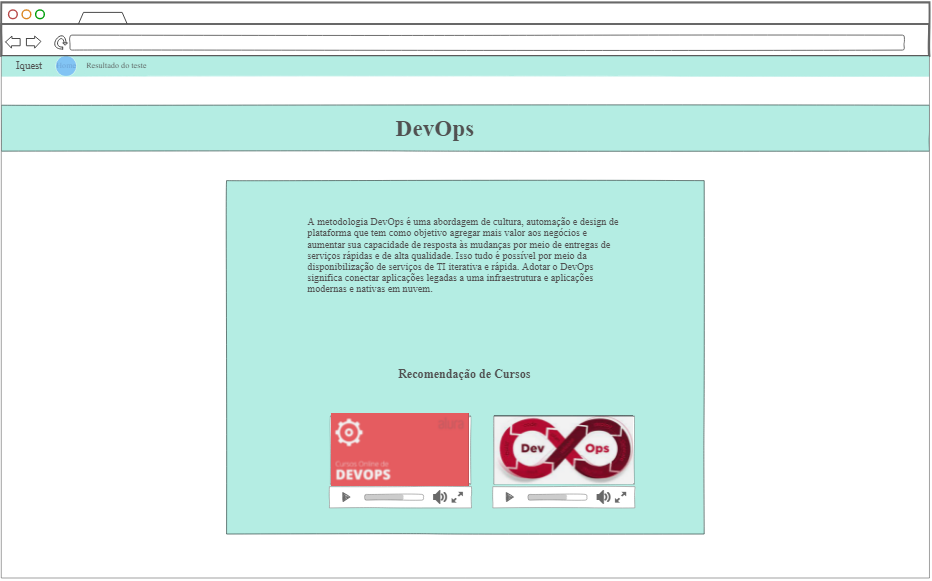 Iquest Home Resultado do teste
DevOps
A metodologia DevOps é uma abordagem de cultura, automação e design de
plataforma que tem como objetivo agregar mais valor aos negócios e
aumentar sua capacidade de resposta às mudanças por meio de entregas de
serviços rápidas e de alta qualidade. Isso tudo é possível por meio da
disponibilização de serviços de TI iterativa e rápida. Adotar o DevOps
significa conectar aplicações legadas a uma infraestrutura e aplicações
modernas e nativas em nuvem.
Recomendação de Cursos
Cursos Online de
DEVOPS
Dev Ops